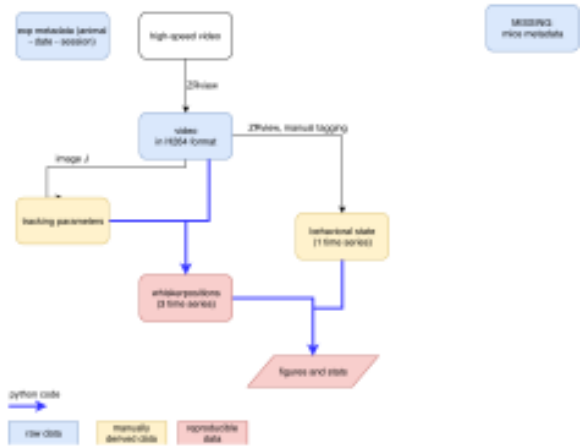 exp metadata (animal
- date - session)
high-speed video
MISSING:
mice metadata
video
in H264 format
manual tagging
image J
tracking parameters
behavioral state
(1 time series)
whiskerpositions
(3 time series)
figures and stats
python code
raw data
manually
derived data
reproducible
data